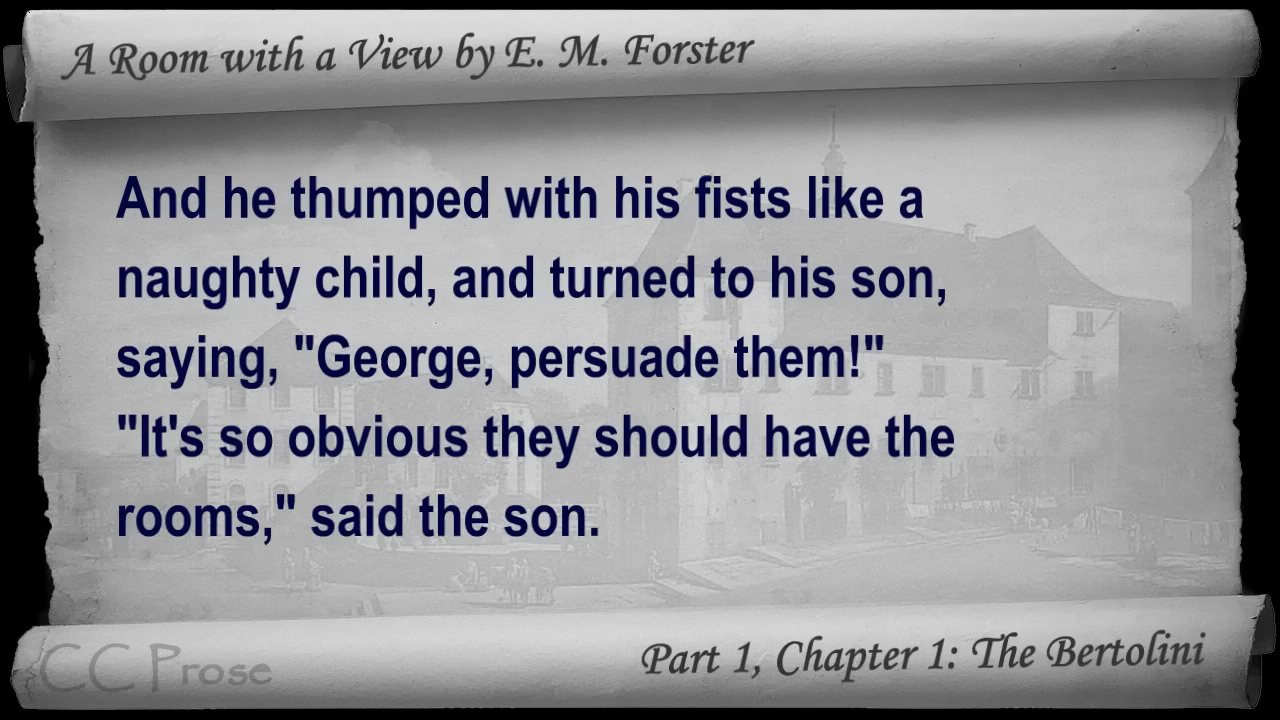 A Room with a View by E. M. Forster
And he thumped with his fists like a
naughty child, and turned to his son,
saying, "George, persuade them!"
"It's so obvious they should have the
rooms," said the son.
CC Prose
Part 1, Chapter 1: The Bertolini